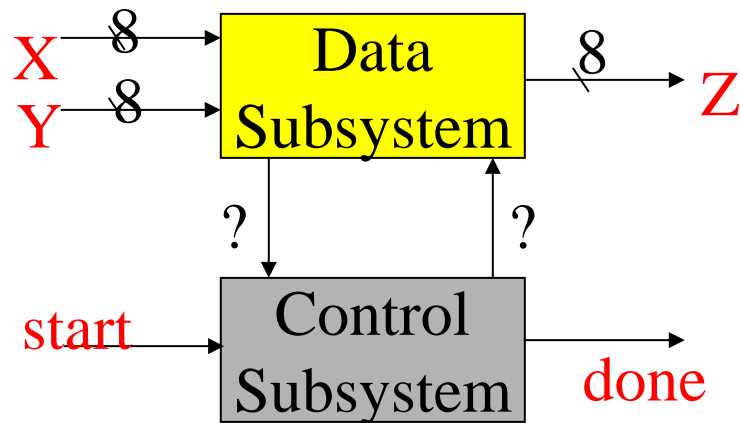 8
X
Data
8
Z
8
Y
Subsystem
?
?
start
Control
Subsystem
done